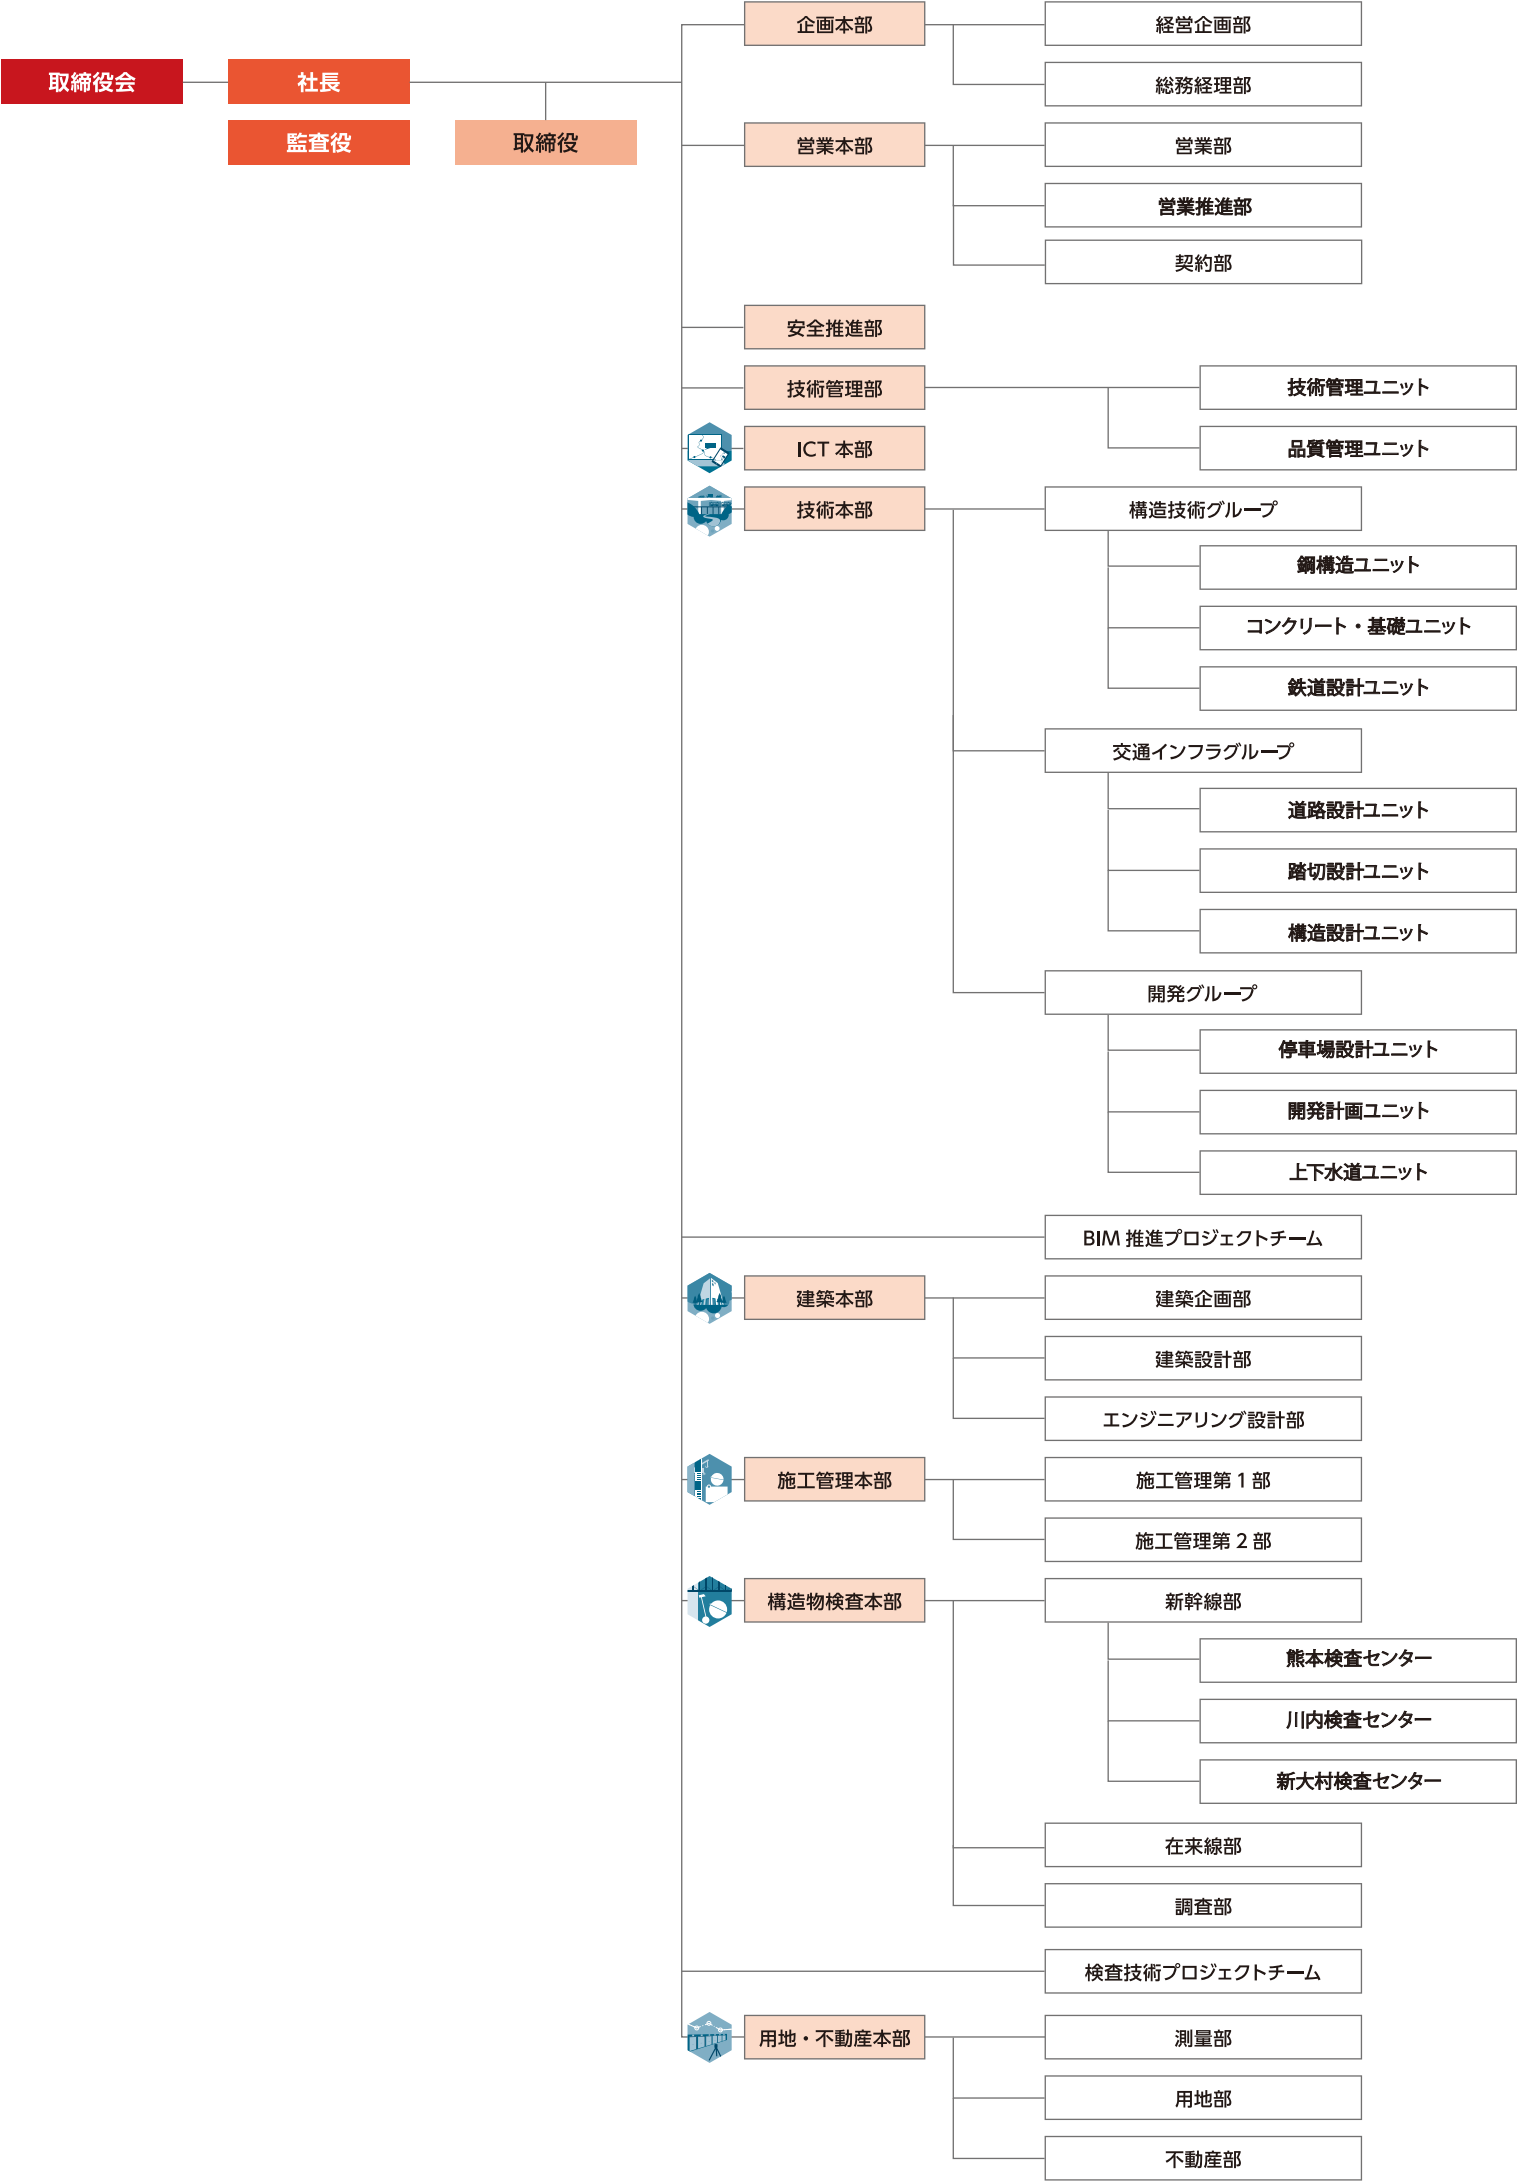 取締役会
社長
監査役
取締役
企画本部
経営企画部
総務経理部
営業本部
営業部
営業推進部
契約部
安全推進部
技術管理部
技術管理ユニット
品質管理ユニット
ICT 本部
技術本部
構造技術グループ
鋼構造ユニット
コンクリート・基礎ユニット
鉄道設計ユニット
交通インフラグループ
道路設計ユニット
踏切設計ユニット
構造設計ユニット
開発グループ
停車場設計ユニット
開発計画ユニット
上下水道ユニット
BIM 推進プロジェクトチーム
建築本部
建築企画部
建築設計部
エンジニアリング設計部
施工管理本部
施工管理第 1 部
施工管理第 2 部
構造物検査本部
新幹線部
熊本検査センター
川内検査センター
新大村検査センター
在来線部
調査部
検査技術プロジェクトチーム
用地・不動産本部
測量部
用地部
不動産部